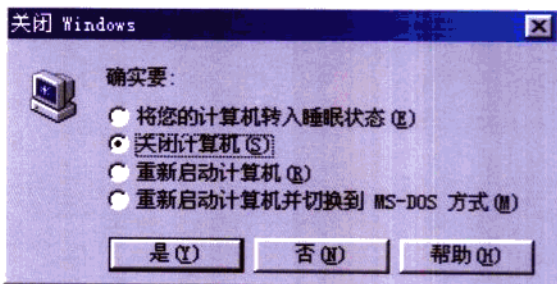 关闭 Windows
确实要:
将您的计算机转入睡眠状态(E)
关闭计算机(S)
重新启动计算机(R)
重新启动计算机并切换到 MS-DOS 方式(M)
是(Y) 否(N) 帮助(H)